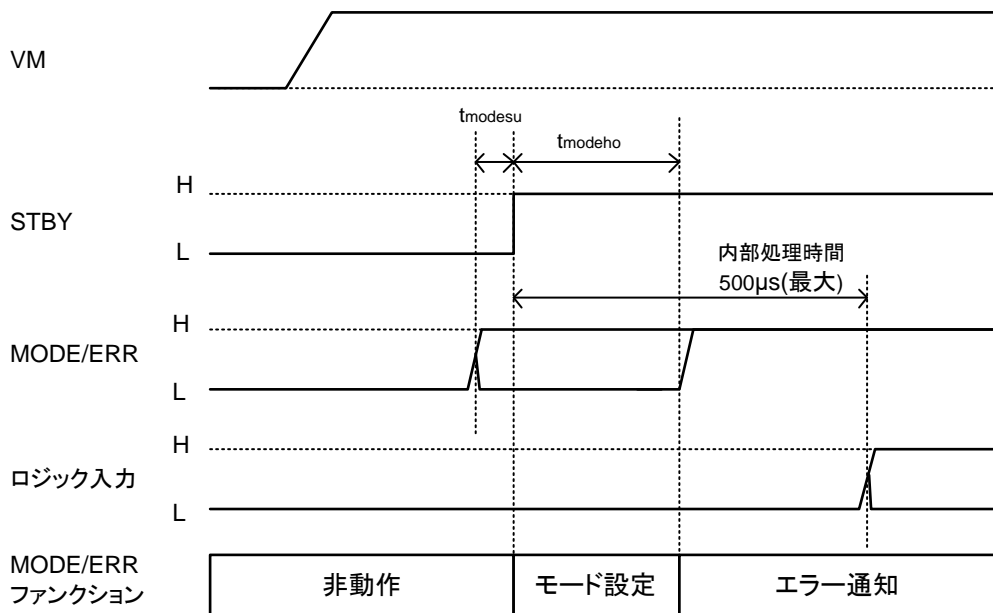 VM
tmodesu
tmodeho
H
STBY
L
内部処理時間
500µs(最大)
H
MODE/ERR
L
H
ロジック入力
L
MODE/ERR
ファンクション
非動作
モード設定
エラー通知